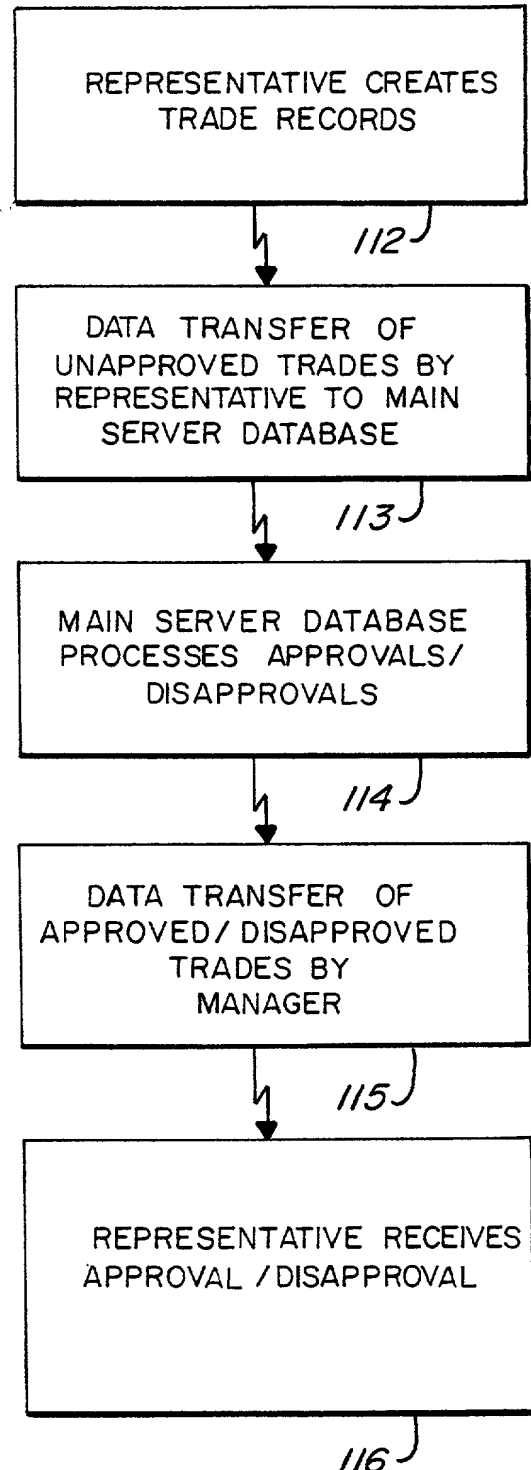 REPRESENTATIVE CREATES
TRADE RECORDS
112
DATA TRANSFER OF
UNAPPROVED TRADES BY
REPRESENTATIVE TO MAIN
SERVER DATABASE
113
MAIN SERVER DATABASE
PROCESSES APPROVALS/
DISAPPROVALS
114
DATA TRANSFER OF
APPROVED/DISAPPROVED
TRADES BY
MANAGER
115
REPRESENTATIVE RECEIVES
APPROVAL /DISAPPROVAL
116